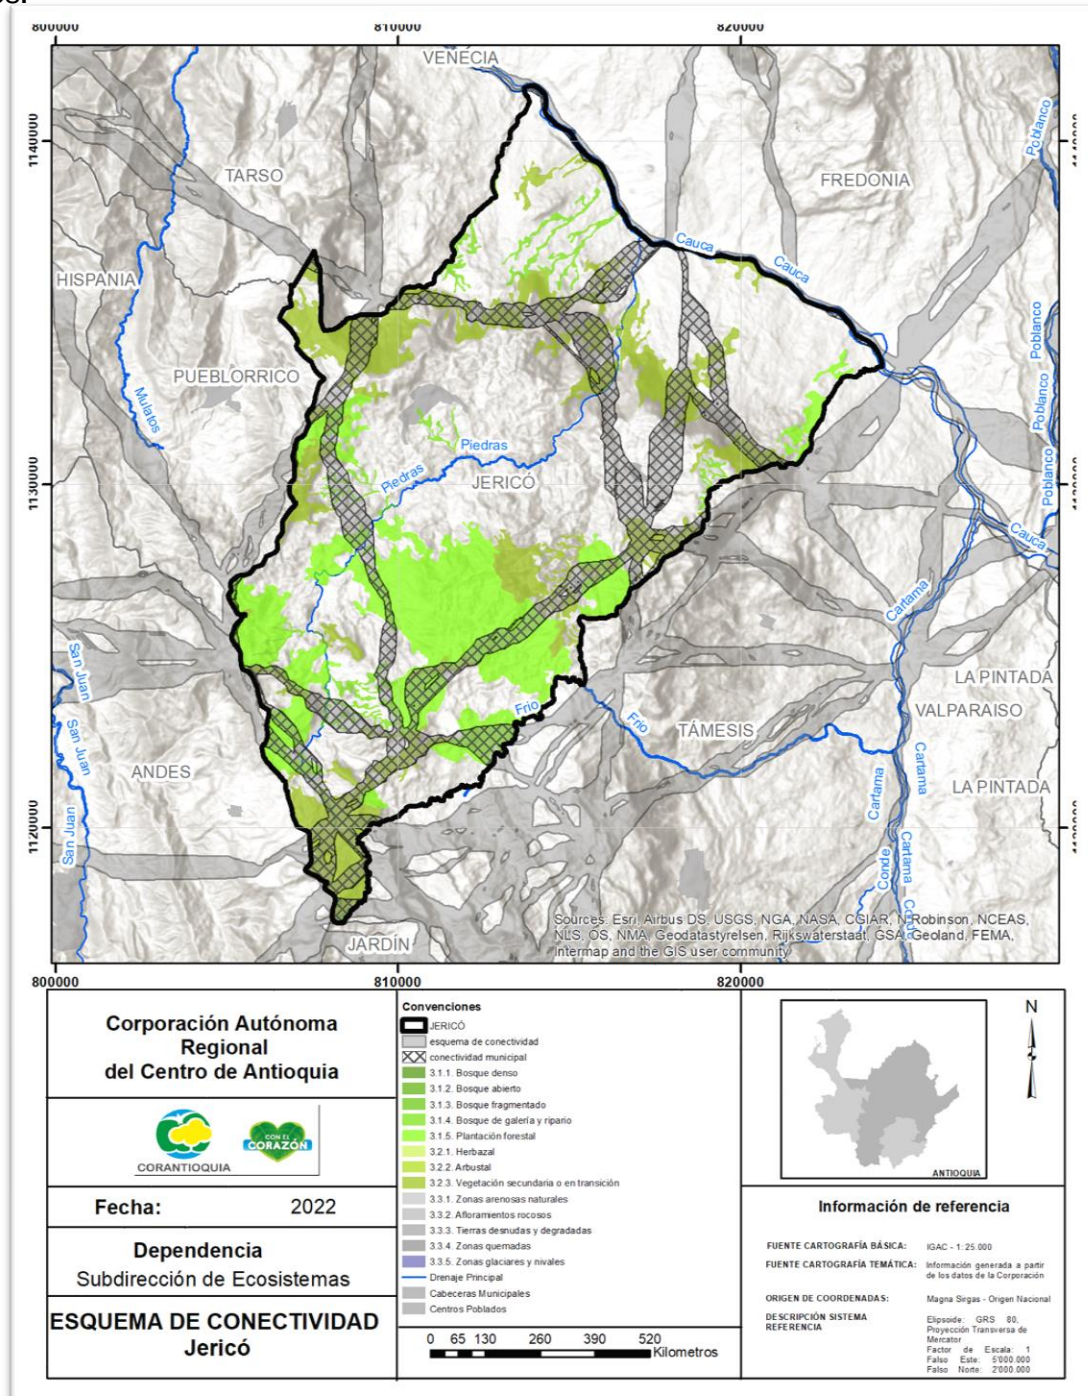 os.
800000 810000 820000
VENECIA
1140000
Poblanco
TARSO
FREDONIA
Cauca
Cauca
HISPANIA
Poblanco
PUEBLORRICO
Mulatos
Poblanco
Piedras
Piedras
JERICÓ
1130000
Poblanco
Cauca
Cartama
San Juan
LA PINTADA
Frio
VALPARAISO
San Juan
Frio
TÁMESIS
ANDES
Cartama
Cartama
LA PINTADA
1120000
San Juan
Conde
Cartama
JARDÍN
Sources: Esri, Airbus DS, USGS, NGA, NASA, CGIAR, N Robinson, NCEAS,
NLS, OS, NMA, Geodatastyrelsen, Rijkswaterstaat, GSA, Geoland, FEMA,
Intermap and the GIS user community
800000 810000 820000
Corporación Autónoma
Regional
del Centro de Antioquia
CORANTIOQUIA
CON EL
CORAZÓN
Fecha: 2022
Dependencia
Subdirección de Ecosistemas
ESQUEMA DE CONECTIVIDAD
Jericó
Convenciones
JERICÓ
esquema de conectividad
conectividad municipal
3.1.1. Bosque denso
3.1.2. Bosque abierto
3.1.3. Bosque fragmentado
3.1.4. Bosque de galería y ripario
3.1.5. Plantación forestal
3.2.1. Herbazal
3.2.2. Arbustal
3.2.3. Vegetación secundaria o en transición
3.3.1. Zonas arenosas naturales
3.3.2. Afloramientos rocosos
3.3.3. Tierras desnudas y degradadas
3.3.4. Zonas quemadas
3.3.5. Zonas glaciares y nivales
Drenaje Principal
Cabeceras Municipales
Centros Poblados
0 65 130 260 390 520
Kilometros
N
ANTIOQUIA
Información de referencia
FUENTE CARTOGRAFÍA BÁSICA: IGAC - 1: 25.000
FUENTE CARTOGRAFÍA TEMÁTICA: Información generada a partir
de los datos de la Corporación
ORIGEN DE COORDENADAS: Magna Sirgas - Origen Nacional
DESCRIPCIÓN SISTEMA
REFERENCIA
Elipsoide: GRS 80,
Proyección Transversa de
Mercator
Factor de Escala: 1
Falso Este: 5'000.000
Falso Norte: 2'000.000